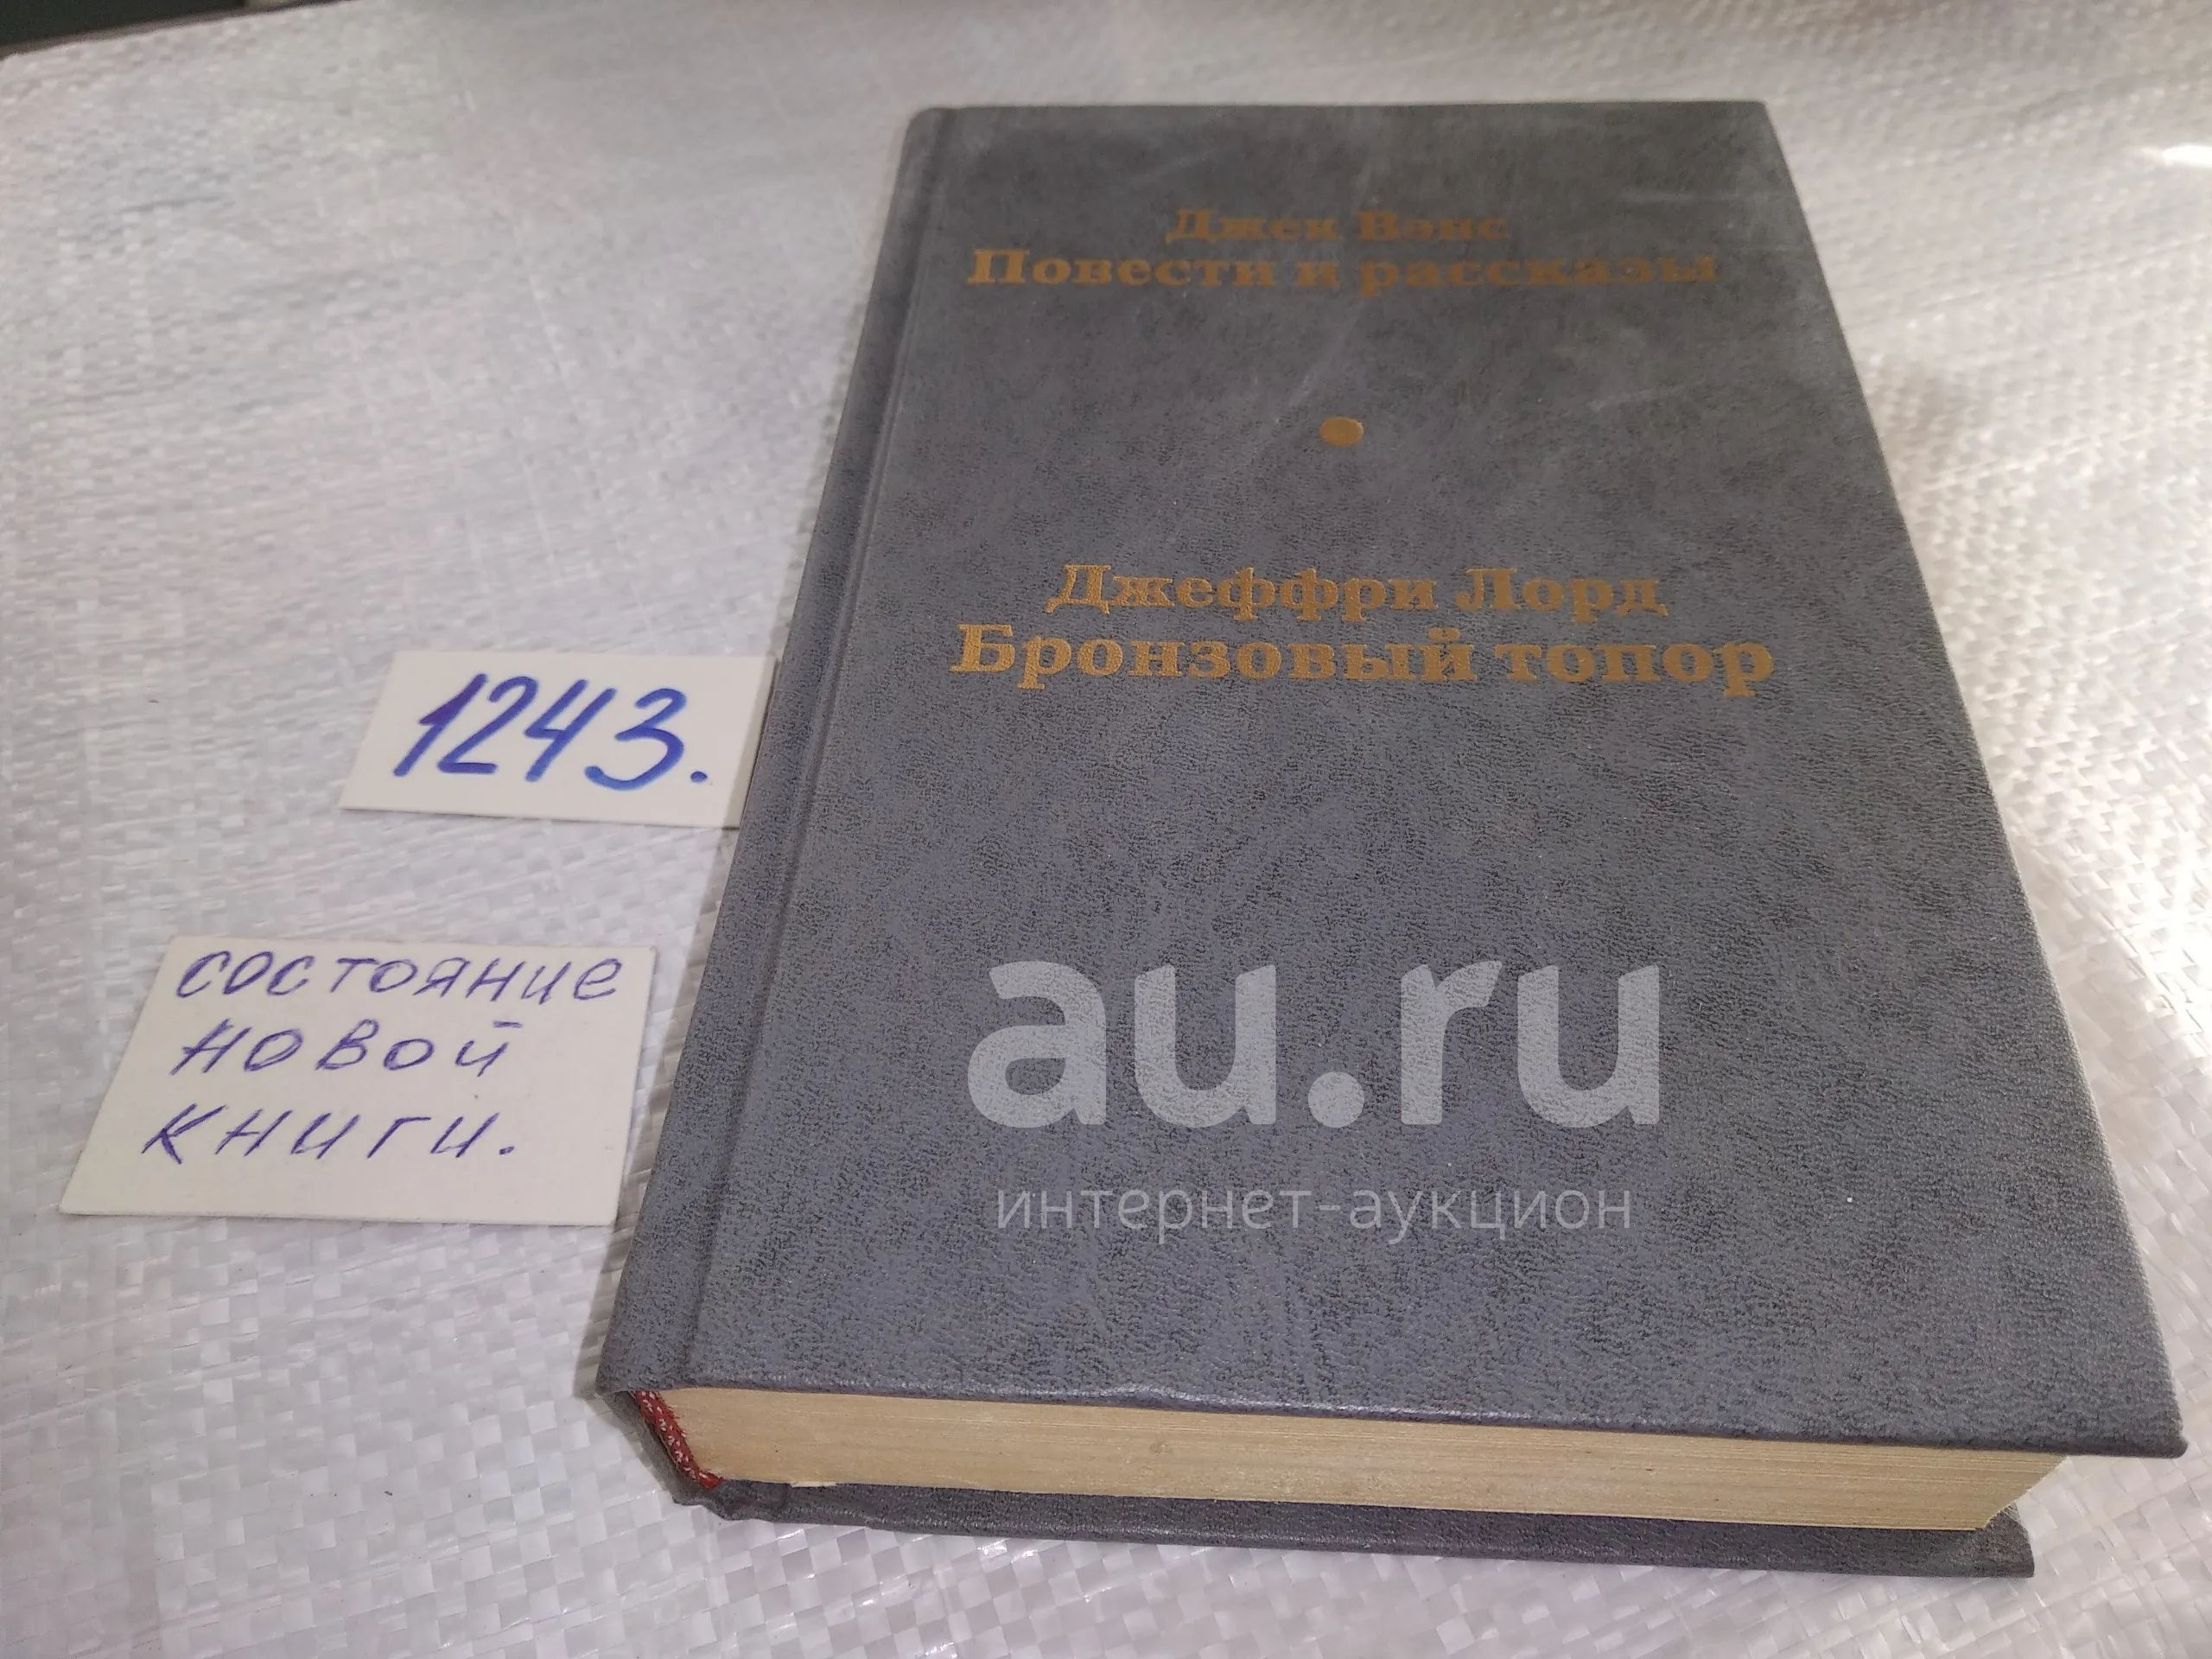 Джек Вэнс
Повести и рассказы
Джеффри Лорд
Бронзовый топор
1243.
состояние
новой
книги.
au.ru
интернет-аукцион